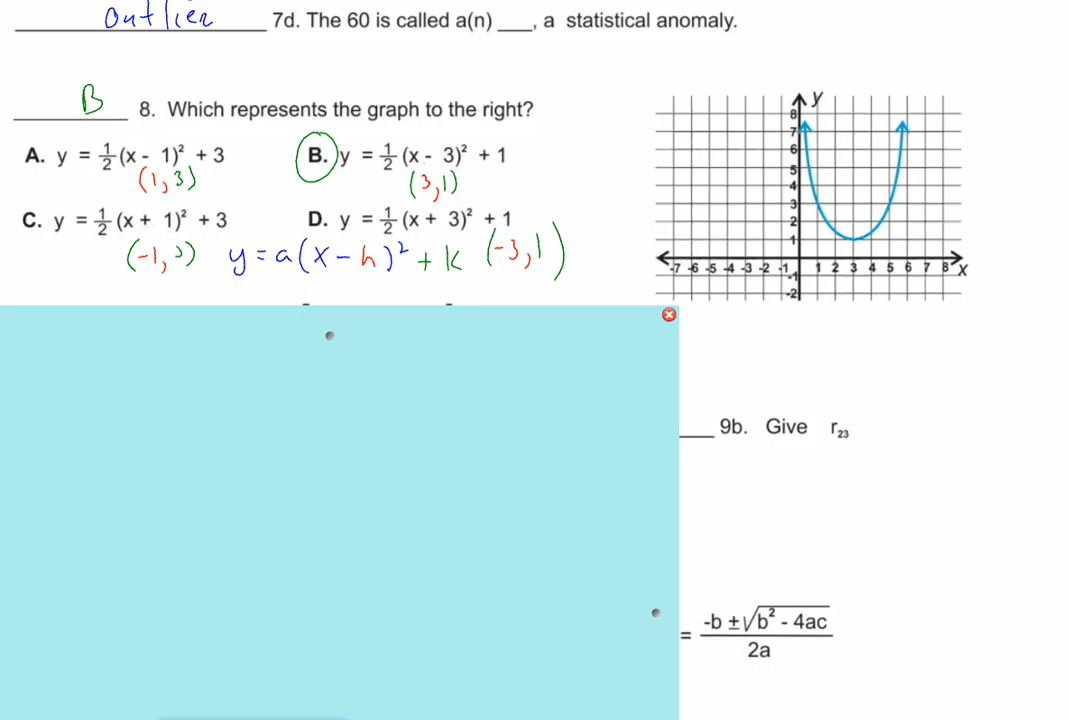 outlier 7d. The 60 is called a(n) ___, a statistical anomaly.
B 8. Which represents the graph to the right?
A. y = 1/2 (x - 1)² + 3 B. y = 1/2 (x - 3)² + 1
(1, 3) (3, 1)
C. y = 1/2 (x + 1)² + 3 D. y = 1/2 (x + 3)² + 1
(-1, 3) y = a(x - h)² + k (-3, 1)
y
8
7
6
5
4
3
2
1
-7 -6 -5 -4 -3 -2 -1 1 2 3 4 5 6 7 8 x
-1
-2
9b. Give r₂₃
= -b ±√b² - 4ac
2a